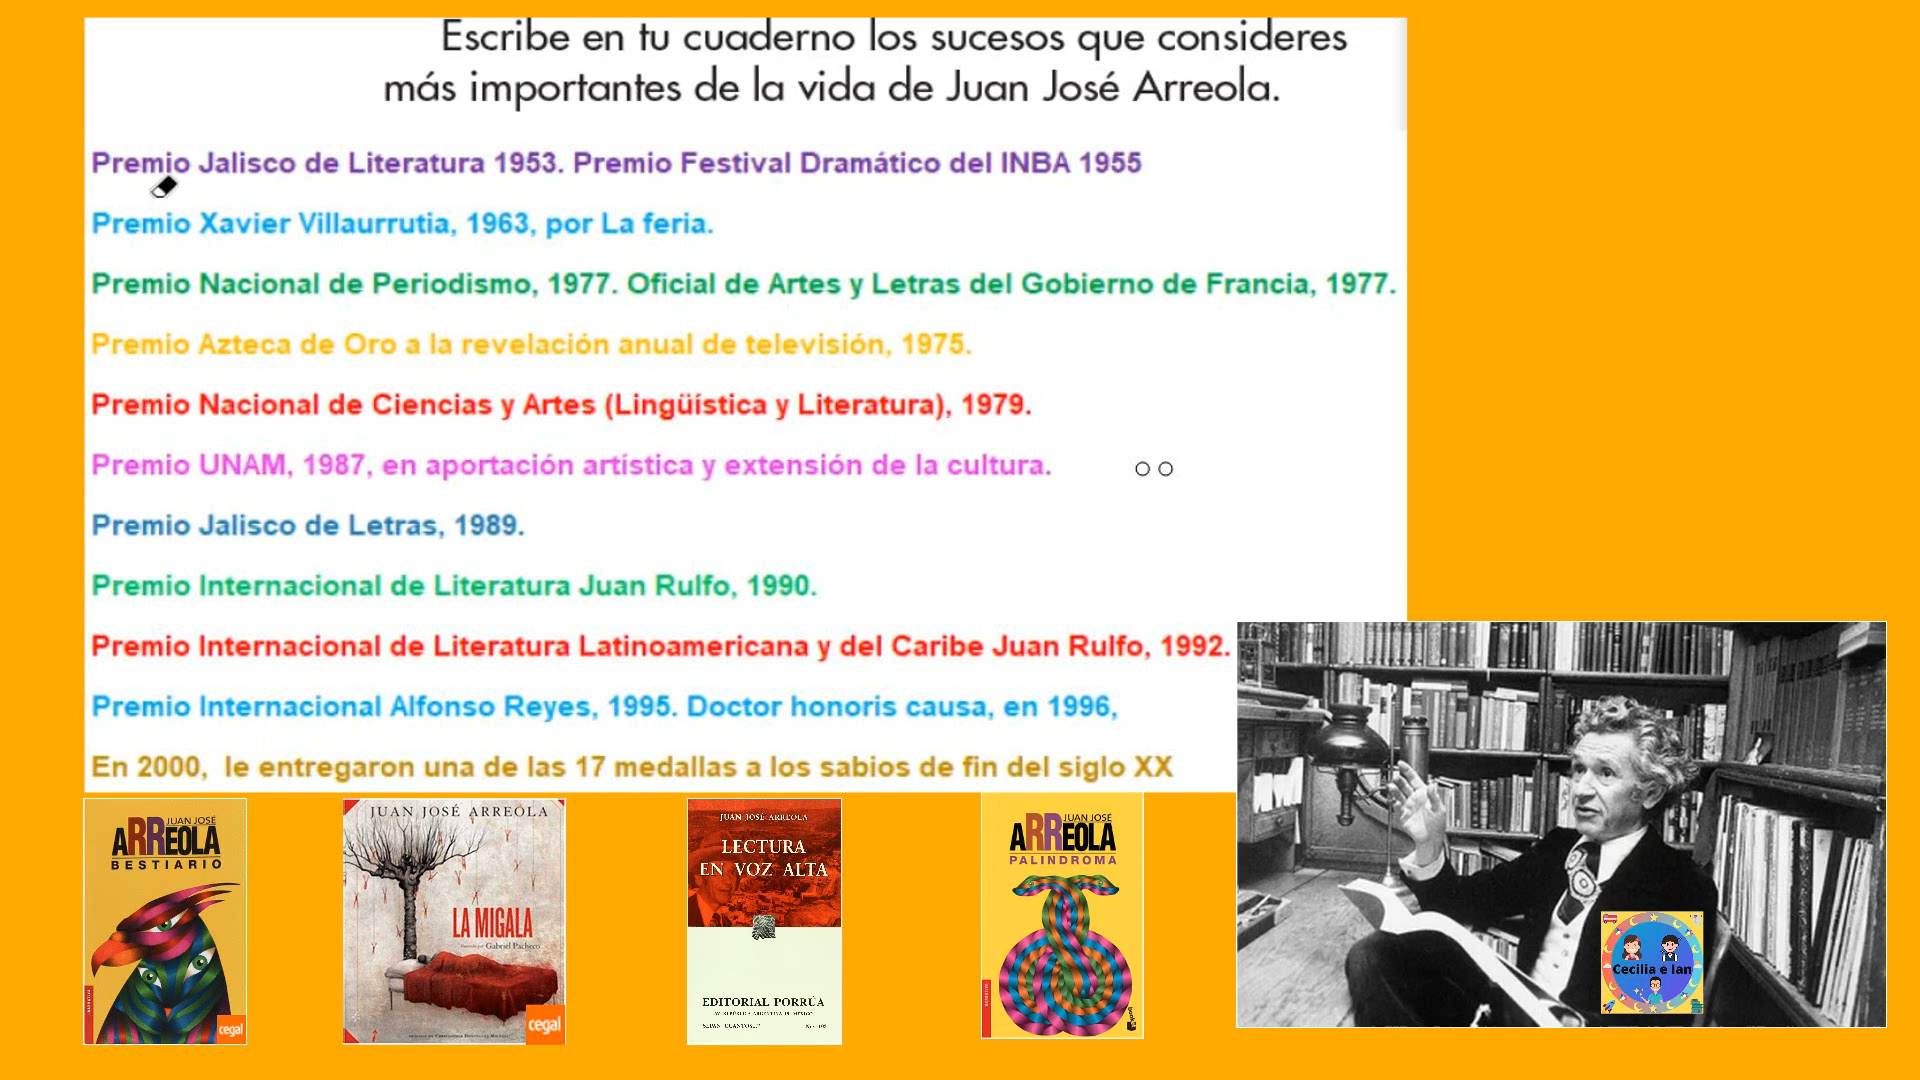 Escribe en tu cuaderno los sucesos que consideres
más importantes de la vida de Juan José Arreola.
Premio Jalisco de Literatura 1953. Premio Festival Dramático del INBA 1955
Premio Xavier Villaurrutia, 1963, por La feria.
Premio Nacional de Periodismo, 1977. Oficial de Artes y Letras del Gobierno de Francia, 1977.
Premio Azteca de Oro a la revelación anual de televisión, 1975.
Premio Nacional de Ciencias y Artes (Lingüística y Literatura), 1979.
Premio UNAM, 1987, en aportación artística y extensión de la cultura.
Premio Jalisco de Letras, 1989.
Premio Internacional de Literatura Juan Rulfo, 1990.
Premio Internacional de Literatura Latinoamericana y del Caribe Juan Rulfo, 1992.
Premio Internacional Alfonso Reyes, 1995. Doctor honoris causa, en 1996,
En 2000, le entregaron una de las 17 medallas a los sabios de fin del siglo XX
JUAN JOSÉ
ARREOLA
BESTIARIO
cegal
JUAN JOSÉ ARREOLA
LA MIGALA
Gabriel Pacheco
cegal
JUAN JOSÉ ARREOLA
LECTURA
EN VOZ ALTA
EDITORIAL PORRÚA
JUAN JOSÉ
ARREOLA
PALINDROMA
Cecilia e Ian